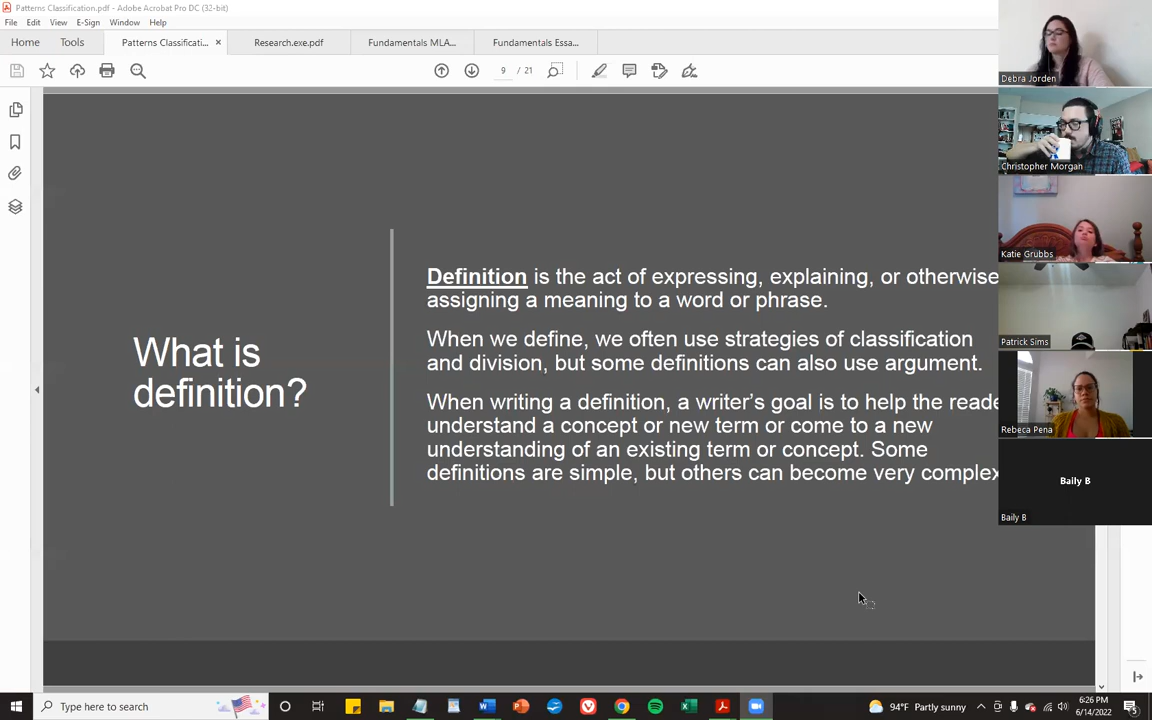 Patterns Classification.pdf - Adobe Acrobat Pro DC (32-bit)
File Edit View E-Sign Window Help
Home Tools Patterns Classificati... × Research.exe.pdf Fundamentals MLA... Fundamentals Essa...
9 / 21
Debra Jorden
Christopher Morgan
Katie Grubbs
Patrick Sims
Rebeca Pena
Baily B
Baily B
What is
definition?
Definition is the act of expressing, explaining, or otherwise
assigning a meaning to a word or phrase.
When we define, we often use strategies of classification
and division, but some definitions can also use argument.
When writing a definition, a writer's goal is to help the reade
understand a concept or new term or come to a new
understanding of an existing term or concept. Some
definitions are simple, but others can become very complex
Type here to search
94°F Partly sunny
6:26 PM
6/14/2022